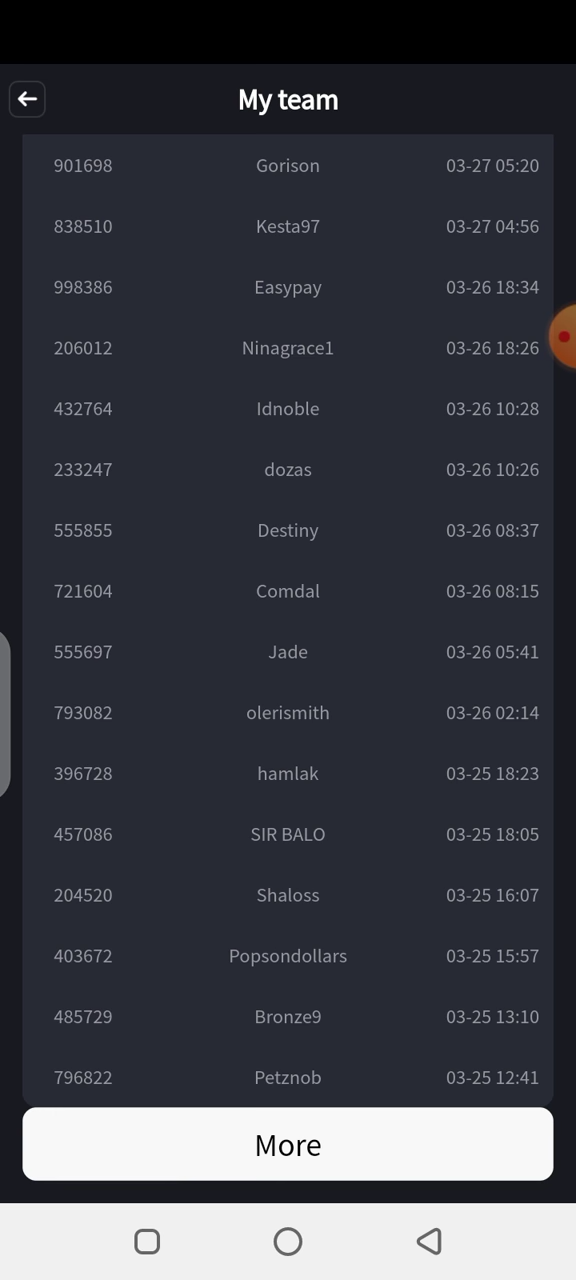 My team
901698 Gorison 03-27 05:20
838510 Kesta97 03-27 04:56
998386 Easypay 03-26 18:34
206012 Ninagrace1 03-26 18:26
432764 Idnoble 03-26 10:28
233247 dozas 03-26 10:26
555855 Destiny 03-26 08:37
721604 Comdal 03-26 08:15
555697 Jade 03-26 05:41
793082 olerismith 03-26 02:14
396728 hamlak 03-25 18:23
457086 SIR BALO 03-25 18:05
204520 Shaloss 03-25 16:07
403672 Popsondollars 03-25 15:57
485729 Bronze9 03-25 13:10
796822 Petznob 03-25 12:41
More